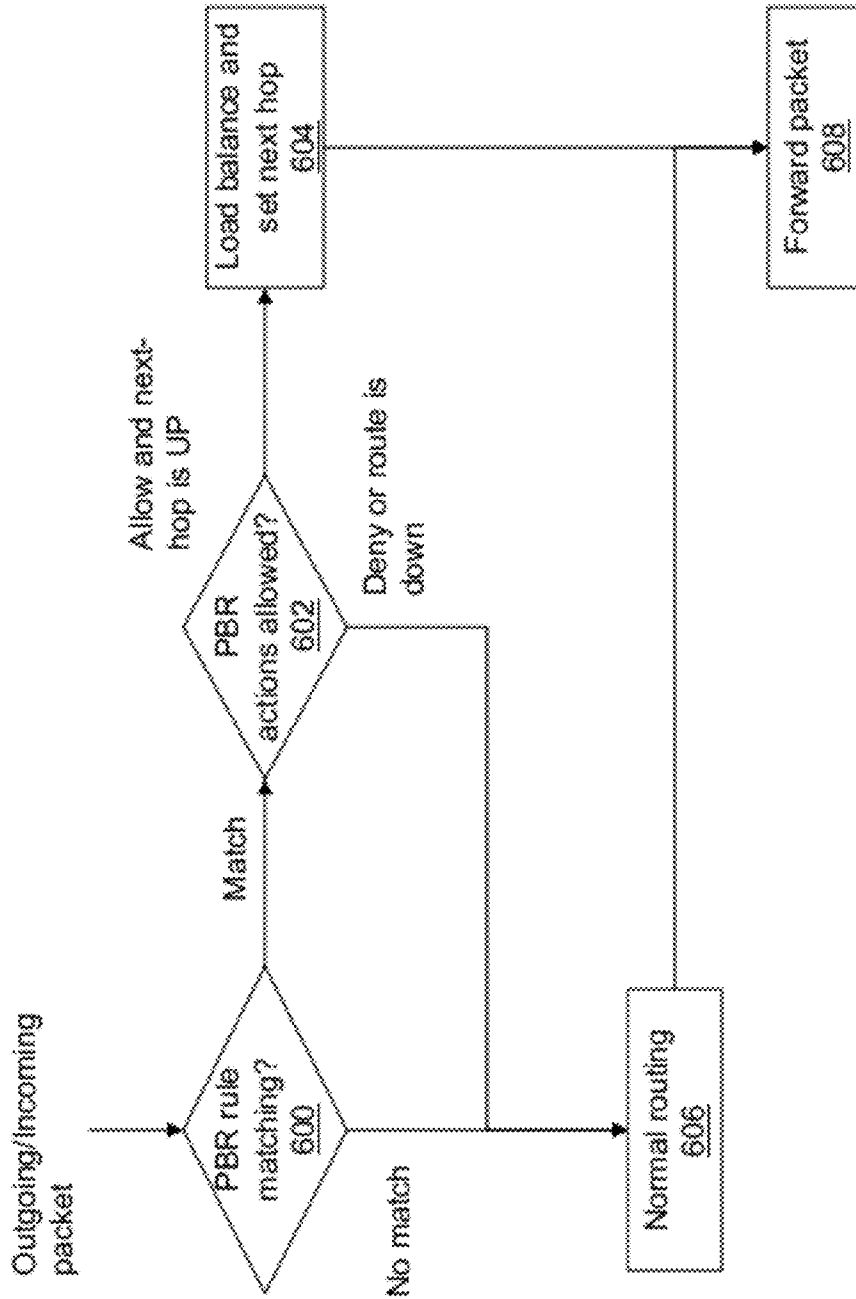 Outgoing/Incoming
packet
PBR rule
matching?
600
Match
No match
PBR
actions allowed?
602
Allow and next-
hop is UP
Deny or route is
down
Load balance and
set next hop
604
Normal routing
606
Forward packet
608